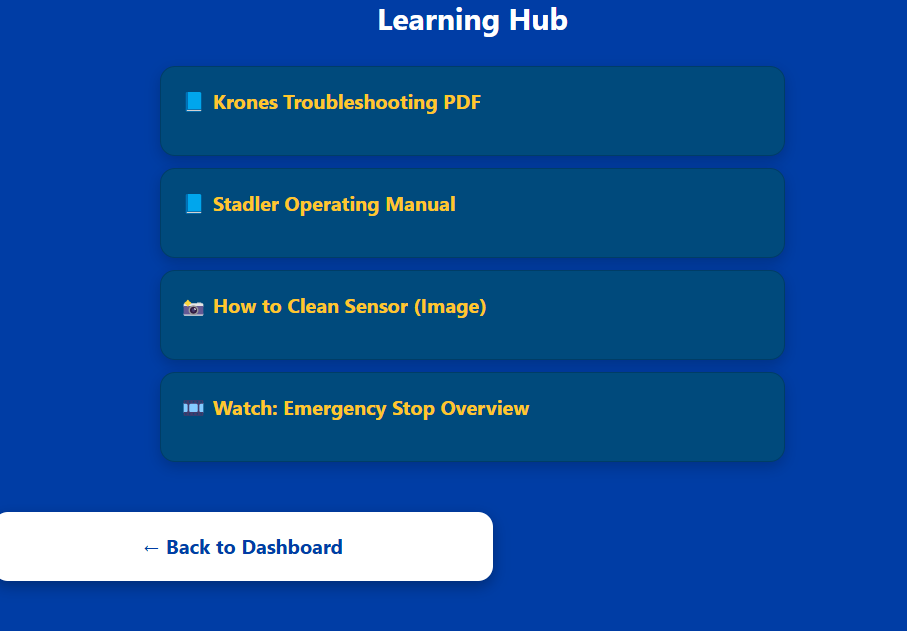 Learning Hub
Krones Troubleshooting PDF
Stadler Operating Manual
How to Clean Sensor (Image)
Watch: Emergency Stop Overview
← Back to Dashboard